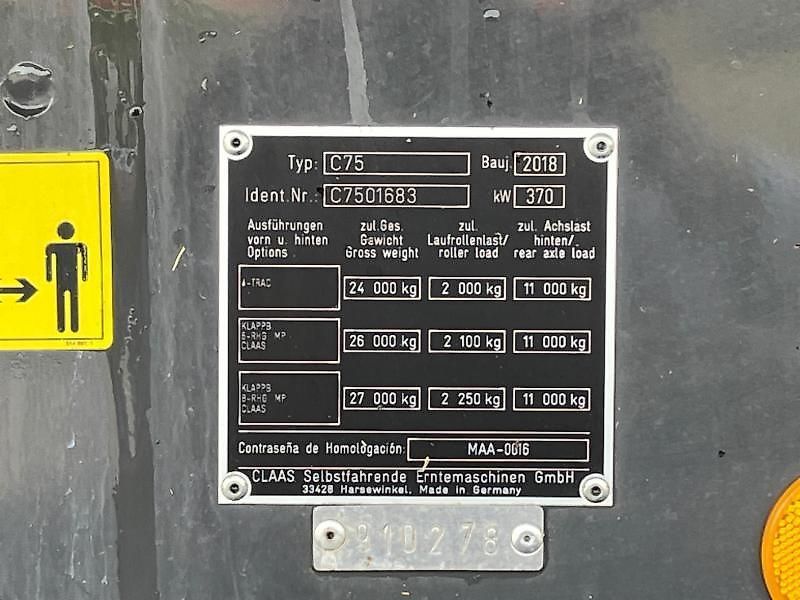 Typ: C75 Bauj. 2018
Ident.Nr.: C7501683 kW 370
Ausführungen zul.Ges. zul. zul. Achslast
vorn u. hinten Gewicht Laufrollenlast/ hinten/
Options Gross weight roller load rear axle load
24 000 kg 2 000 kg 11 000 kg
KLAPPB
CLAAS
26 000 kg 2 100 kg 11 000 kg
KLAPPB
CLAAS
27 000 kg 2 250 kg 11 000 kg
Contraseña de Homologación: MAA-0016
CLAAS Selbstfahrende Erntemaschinen GmbH
33428 Harsewinkel, Made in Germany
910278